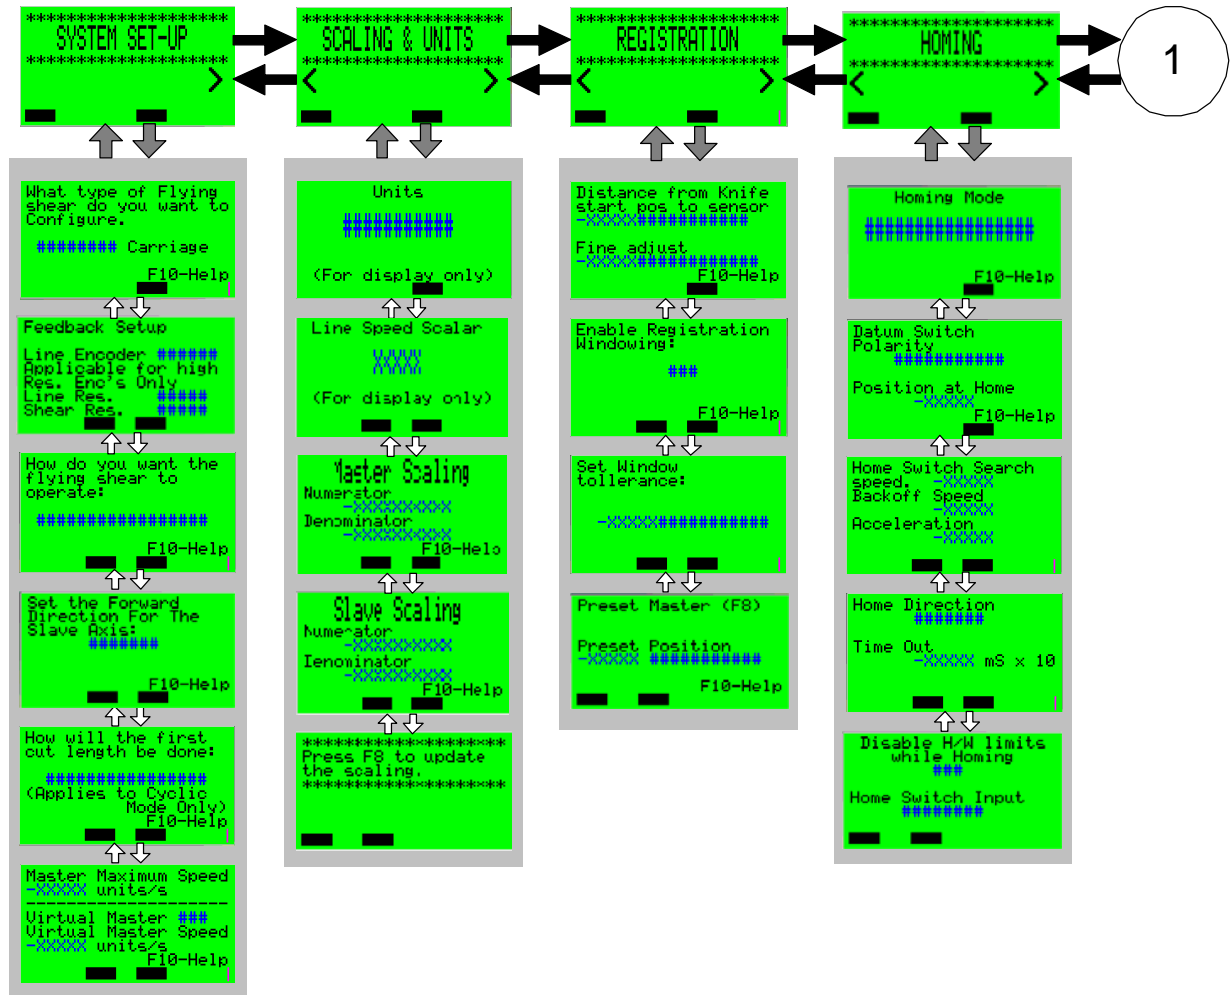 ********************
SYSTEM SET-UP
********************
>
********************
SCALING & UNITS
********************
< >
********************
REGISTRATION
********************
< >
********************
HOMING
********************
< >
1
What type of Flying
shear do you want to
Configure.
######## Carriage
F10-Help
Feedback Setup
Line Encoder ######
Applicable for high
Res. Enc's Only
Line Res. #####
Shear Res. #####
How do you want the
flying shear to
operate:
#################
F10-Help
Set the Forward
Direction For The
Slave Axis:
#######
F10-Help
How will the first
cut length be done:
################
(Applies to Cyclic
Mode Only)
F10-Help
Master Maximum Speed
-XXXXX units/s
--------------------
Virtual Master ###
Virtual Master Speed
-XXXXX units/s
F10-Help
Units
###########
(For display only)
Line Speed Scalar
XXXXX
(For display only)
Master Scaling
Numerator
-XXXXXXXXXX
Denominator
-XXXXXXXXXX
F10-Help
Slave Scaling
Numerator
-XXXXXXXXXX
Denominator
-XXXXXXXXXX
F10-Help
********************
Press F8 to update
the scaling.
********************
Distance from Knife
start pos to sensor
-XXXXX###########
Fine adjust
-XXXXX############
F10-Help
Enable Registration
Windowing:
###
F10-Help
Set Window
tollerance:
-XXXXX###########
Preset Master (F8)
Preset Position
-XXXXX ###########
F10-Help
Homing Mode
################
F10-Help
Datum Switch
Polarity
###########
Position at Home
-XXXXX
F10-Help
Home Switch Search
speed. -XXXXX
Backoff Speed
-XXXXX
Acceleration
-XXXXX
Home Direction
#######
Time Out
-XXXXX mS x 10
Disable H/W limits
while Homing
###
Home Switch Input
########